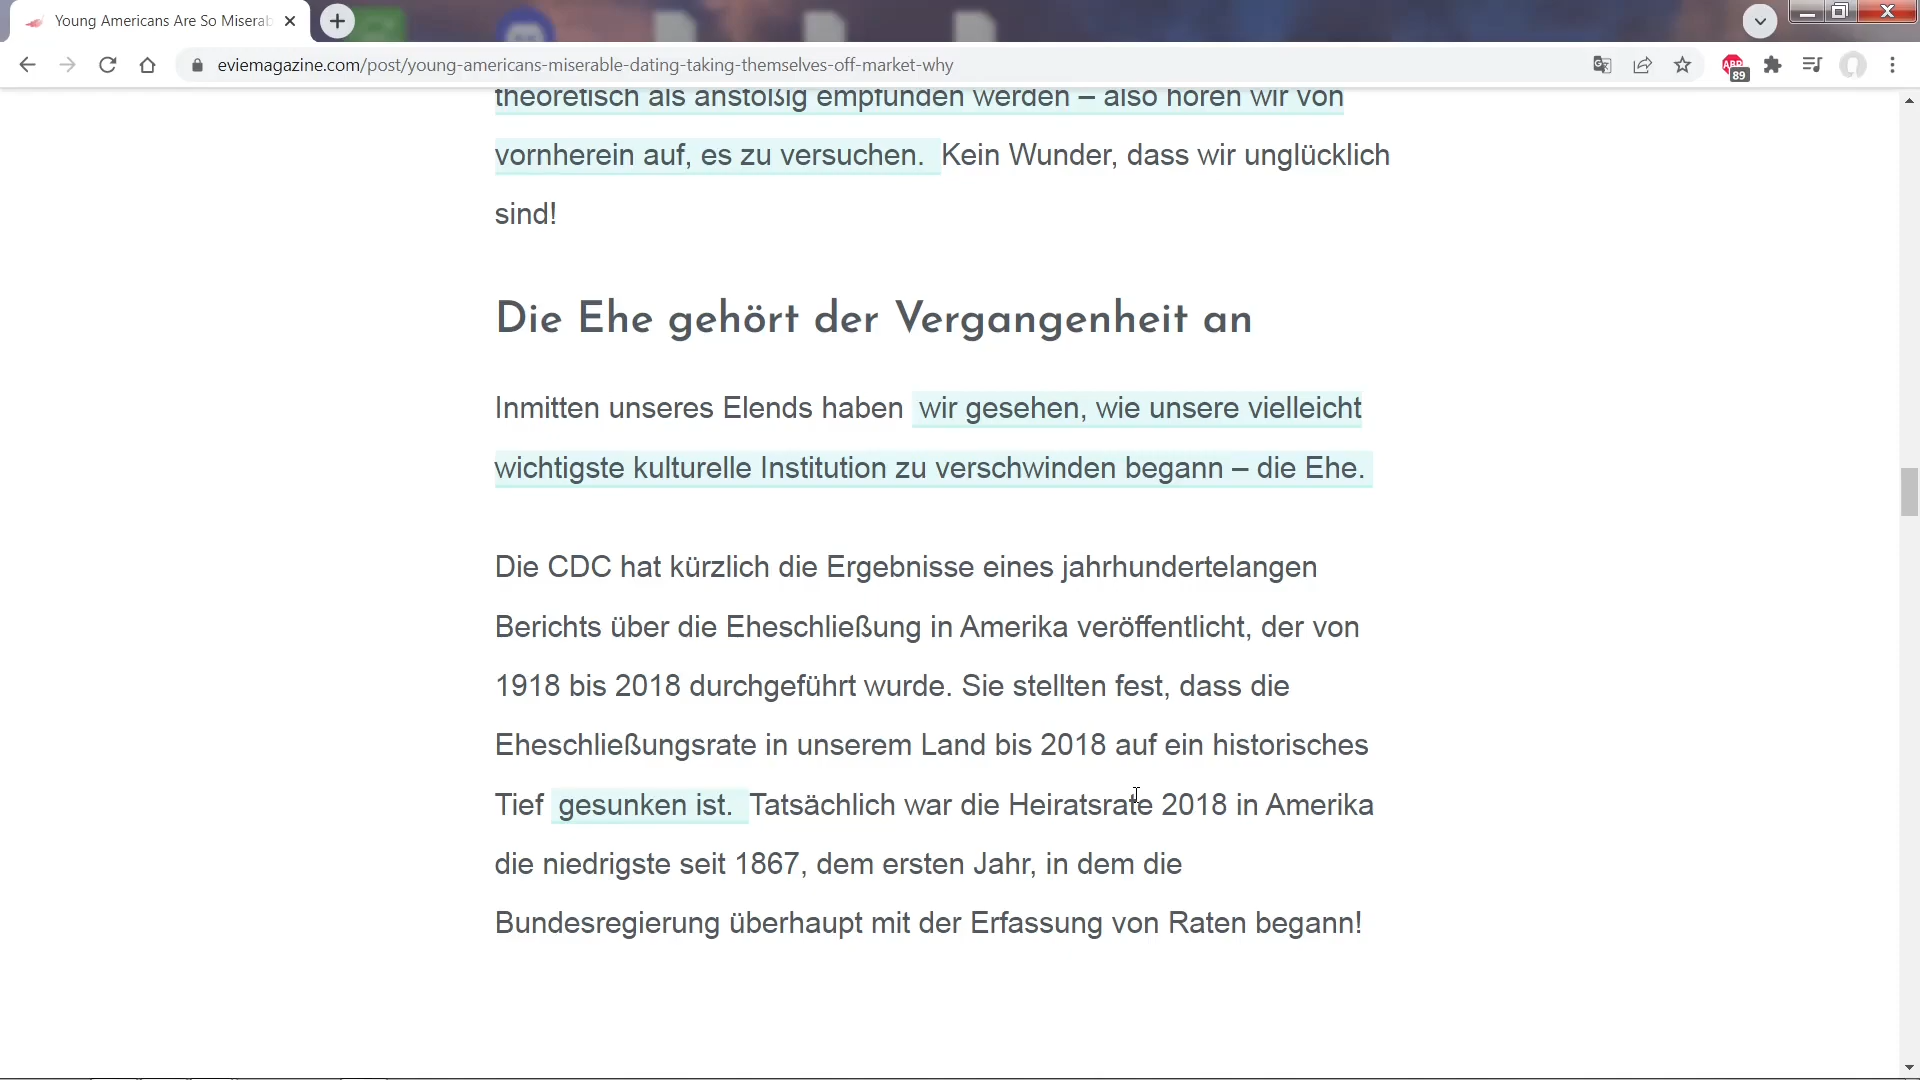 Young Americans Are So Miserab
eviemagazine.com/post/young-americans-miserable-dating-taking-themselves-off-market-why
ABP
89
theoretisch als anstößig empfunden werden – also hören wir von
vornherein auf, es zu versuchen. Kein Wunder, dass wir unglücklich
sind!
Die Ehe gehört der Vergangenheit an
Inmitten unseres Elends haben wir gesehen, wie unsere vielleicht
wichtigste kulturelle Institution zu verschwinden begann – die Ehe.
Die CDC hat kürzlich die Ergebnisse eines jahrhundertelangen
Berichts über die Eheschließung in Amerika veröffentlicht, der von
1918 bis 2018 durchgeführt wurde. Sie stellten fest, dass die
Eheschließungsrate in unserem Land bis 2018 auf ein historisches
Tief gesunken ist. Tatsächlich war die Heiratsrate 2018 in Amerika
die niedrigste seit 1867, dem ersten Jahr, in dem die
Bundesregierung überhaupt mit der Erfassung von Raten begann!